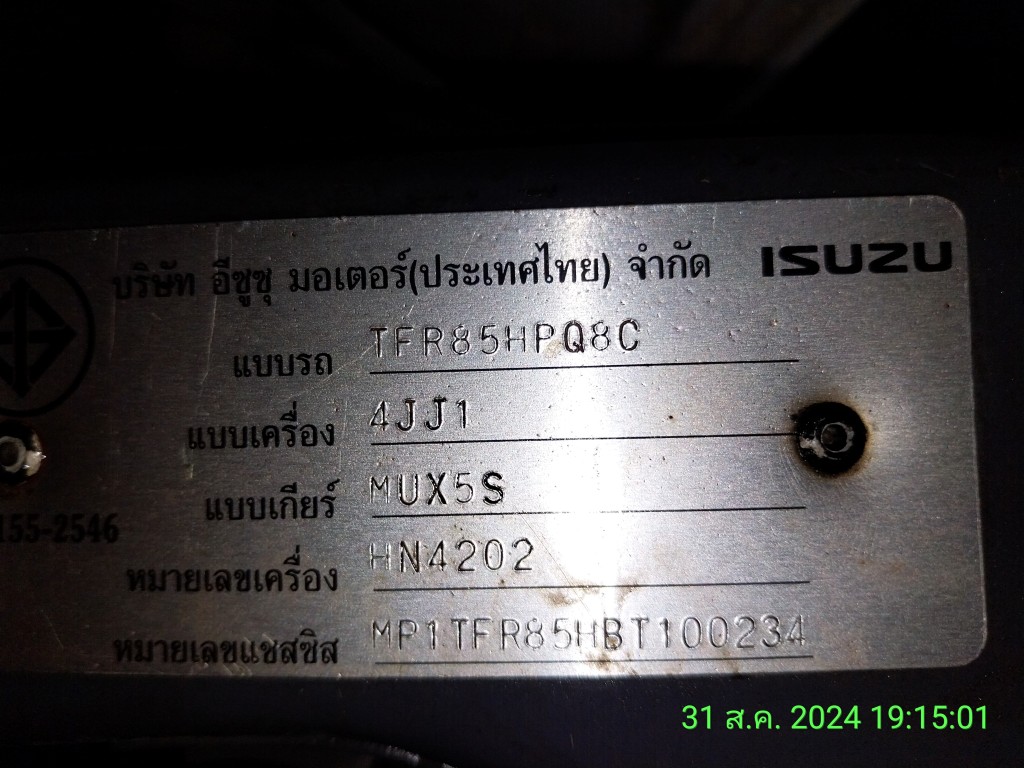 บริษัท อีซูซุ มอเตอร์(ประเทศไทย) จำกัด ISUZU
แบบรถ TFR85HPQ8C
แบบเครื่อง 4JJ1
แบบเกียร์ MUX5S
155-2546
หมายเลขเครื่อง HN4202
หมายเลขแชสซิส MP1TFR85HBT100234
31 ส.ค. 2024 19:15:01